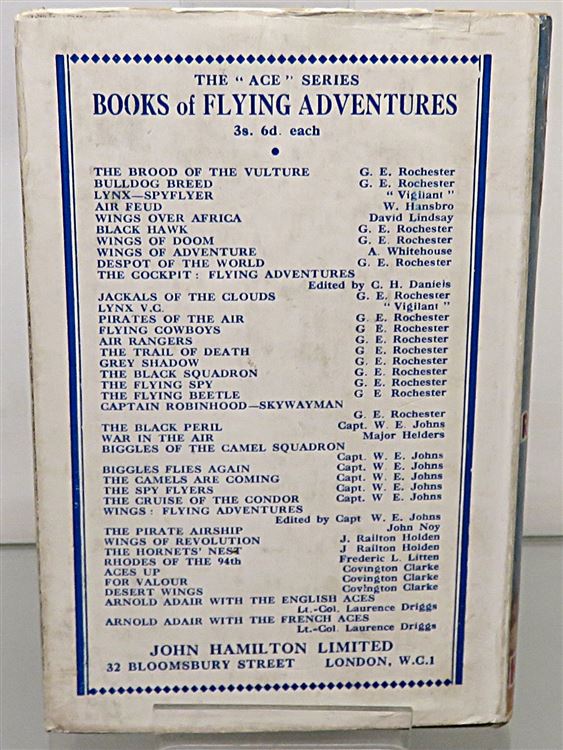 THE "ACE" SERIES
BOOKS of FLYING ADVENTURES
3s. 6d. each
THE BROOD OF THE VULTURE G. E. Rochester
BULLDOG BREED G. E. Rochester
LYNX—SPYFLYER "Vigilant"
AIR FEUD W. Hansbro
WINGS OVER AFRICA David Lindsay
BLACK HAWK G. E. Rochester
WINGS OF DOOM G. E. Rochester
WINGS OF ADVENTURE A. Whitehouse
DESPOT OF THE WORLD G. E. Rochester
THE COCKPIT: FLYING ADVENTURES
Edited by C. H. Daniels
JACKALS OF THE CLOUDS G. E. Rochester
LYNX V.C. "Vigilant"
PIRATES OF THE AIR G. E. Rochester
FLYING COWBOYS G. E. Rochester
AIR RANGERS G. E. Rochester
THE TRAIL OF DEATH G. E. Rochester
GREY SHADOW G. E. Rochester
THE BLACK SQUADRON G. E. Rochester
THE FLYING SPY G. E. Rochester
THE FLYING BEETLE G E Rochester
CAPTAIN ROBINHOOD—SKYWAYMAN
G. E. Rochester
THE BLACK PERIL Capt. W. E. Johns
WAR IN THE AIR Major Helders
BIGGLES OF THE CAMEL SQUADRON
Capt. W. E. Johns
BIGGLES FLIES AGAIN Capt. W. E. Johns
THE CAMELS ARE COMING Capt. W. E. Johns
THE SPY FLYERS Capt. W. E. Johns
THE CRUISE OF THE CONDOR Capt. W. E. Johns
WINGS: FLYING ADVENTURES
Edited by Capt W. E. Johns
THE PIRATE AIRSHIP John Noy
WINGS OF REVOLUTION J. Railton Holden
THE HORNETS' NEST J Railton Holden
RHODES OF THE 94th Frederic L. Litten
ACES UP Covington Clarke
FOR VALOUR Covington Clarke
DESERT WINGS Covington Clarke
ARNOLD ADAIR WITH THE ENGLISH ACES
Lt.-Col. Laurence Driggs
ARNOLD ADAIR WITH THE FRENCH ACES
Lt.-Col. Laurence Driggs
JOHN HAMILTON LIMITED
32 BLOOMSBURY STREET LONDON, W.C.1